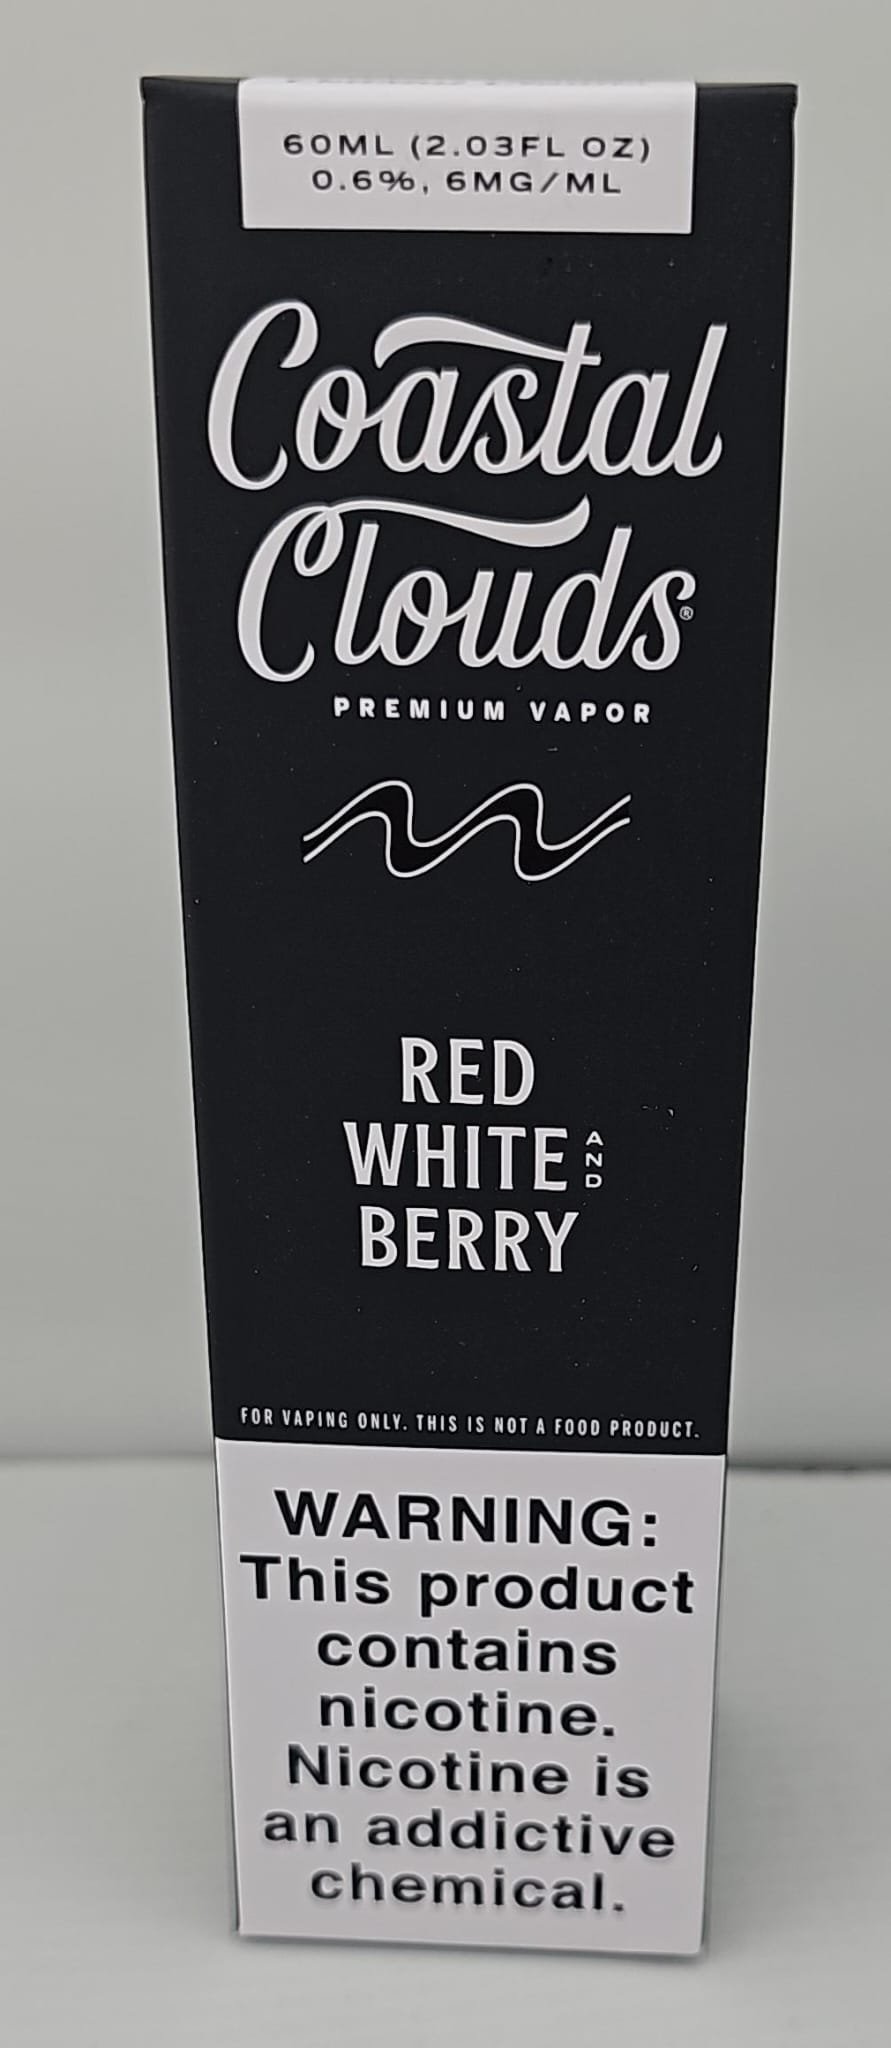 60ML (2.03FL OZ)
0.6%, 6MG/ML
Coastal
Clouds®
PREMIUM VAPOR
RED
WHITE AND
BERRY
FOR VAPING ONLY. THIS IS NOT A FOOD PRODUCT.
WARNING:
This product
contains
nicotine.
Nicotine is
an addictive
chemical.